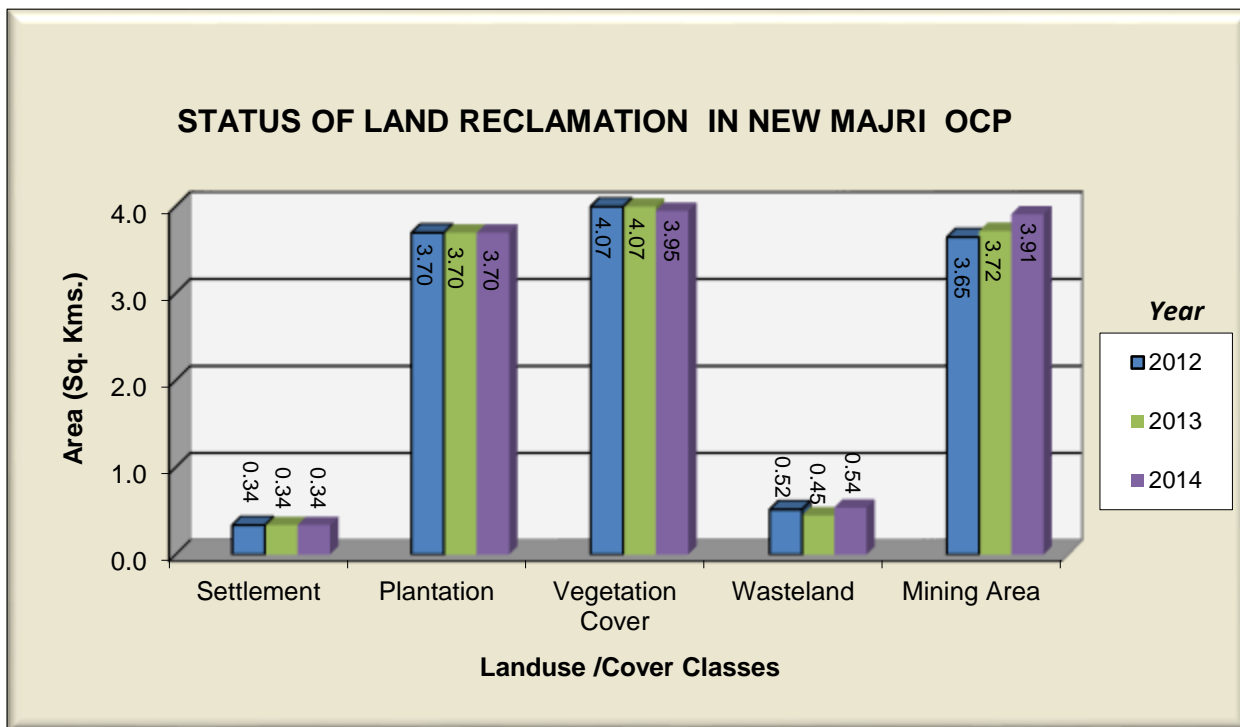 STATUS OF LAND RECLAMATION IN NEW MAJRI OCP
Area (Sq. Kms.)
4.0
3.0
2.0
1.0
0.0
0.34
0.34
0.34
3.70
3.70
3.70
4.07
4.07
3.95
0.52
0.45
0.54
3.65
3.72
3.91
Settlement
Plantation
Vegetation
Cover
Wasteland
Mining Area
Landuse /Cover Classes
Year
2012
2013
2014